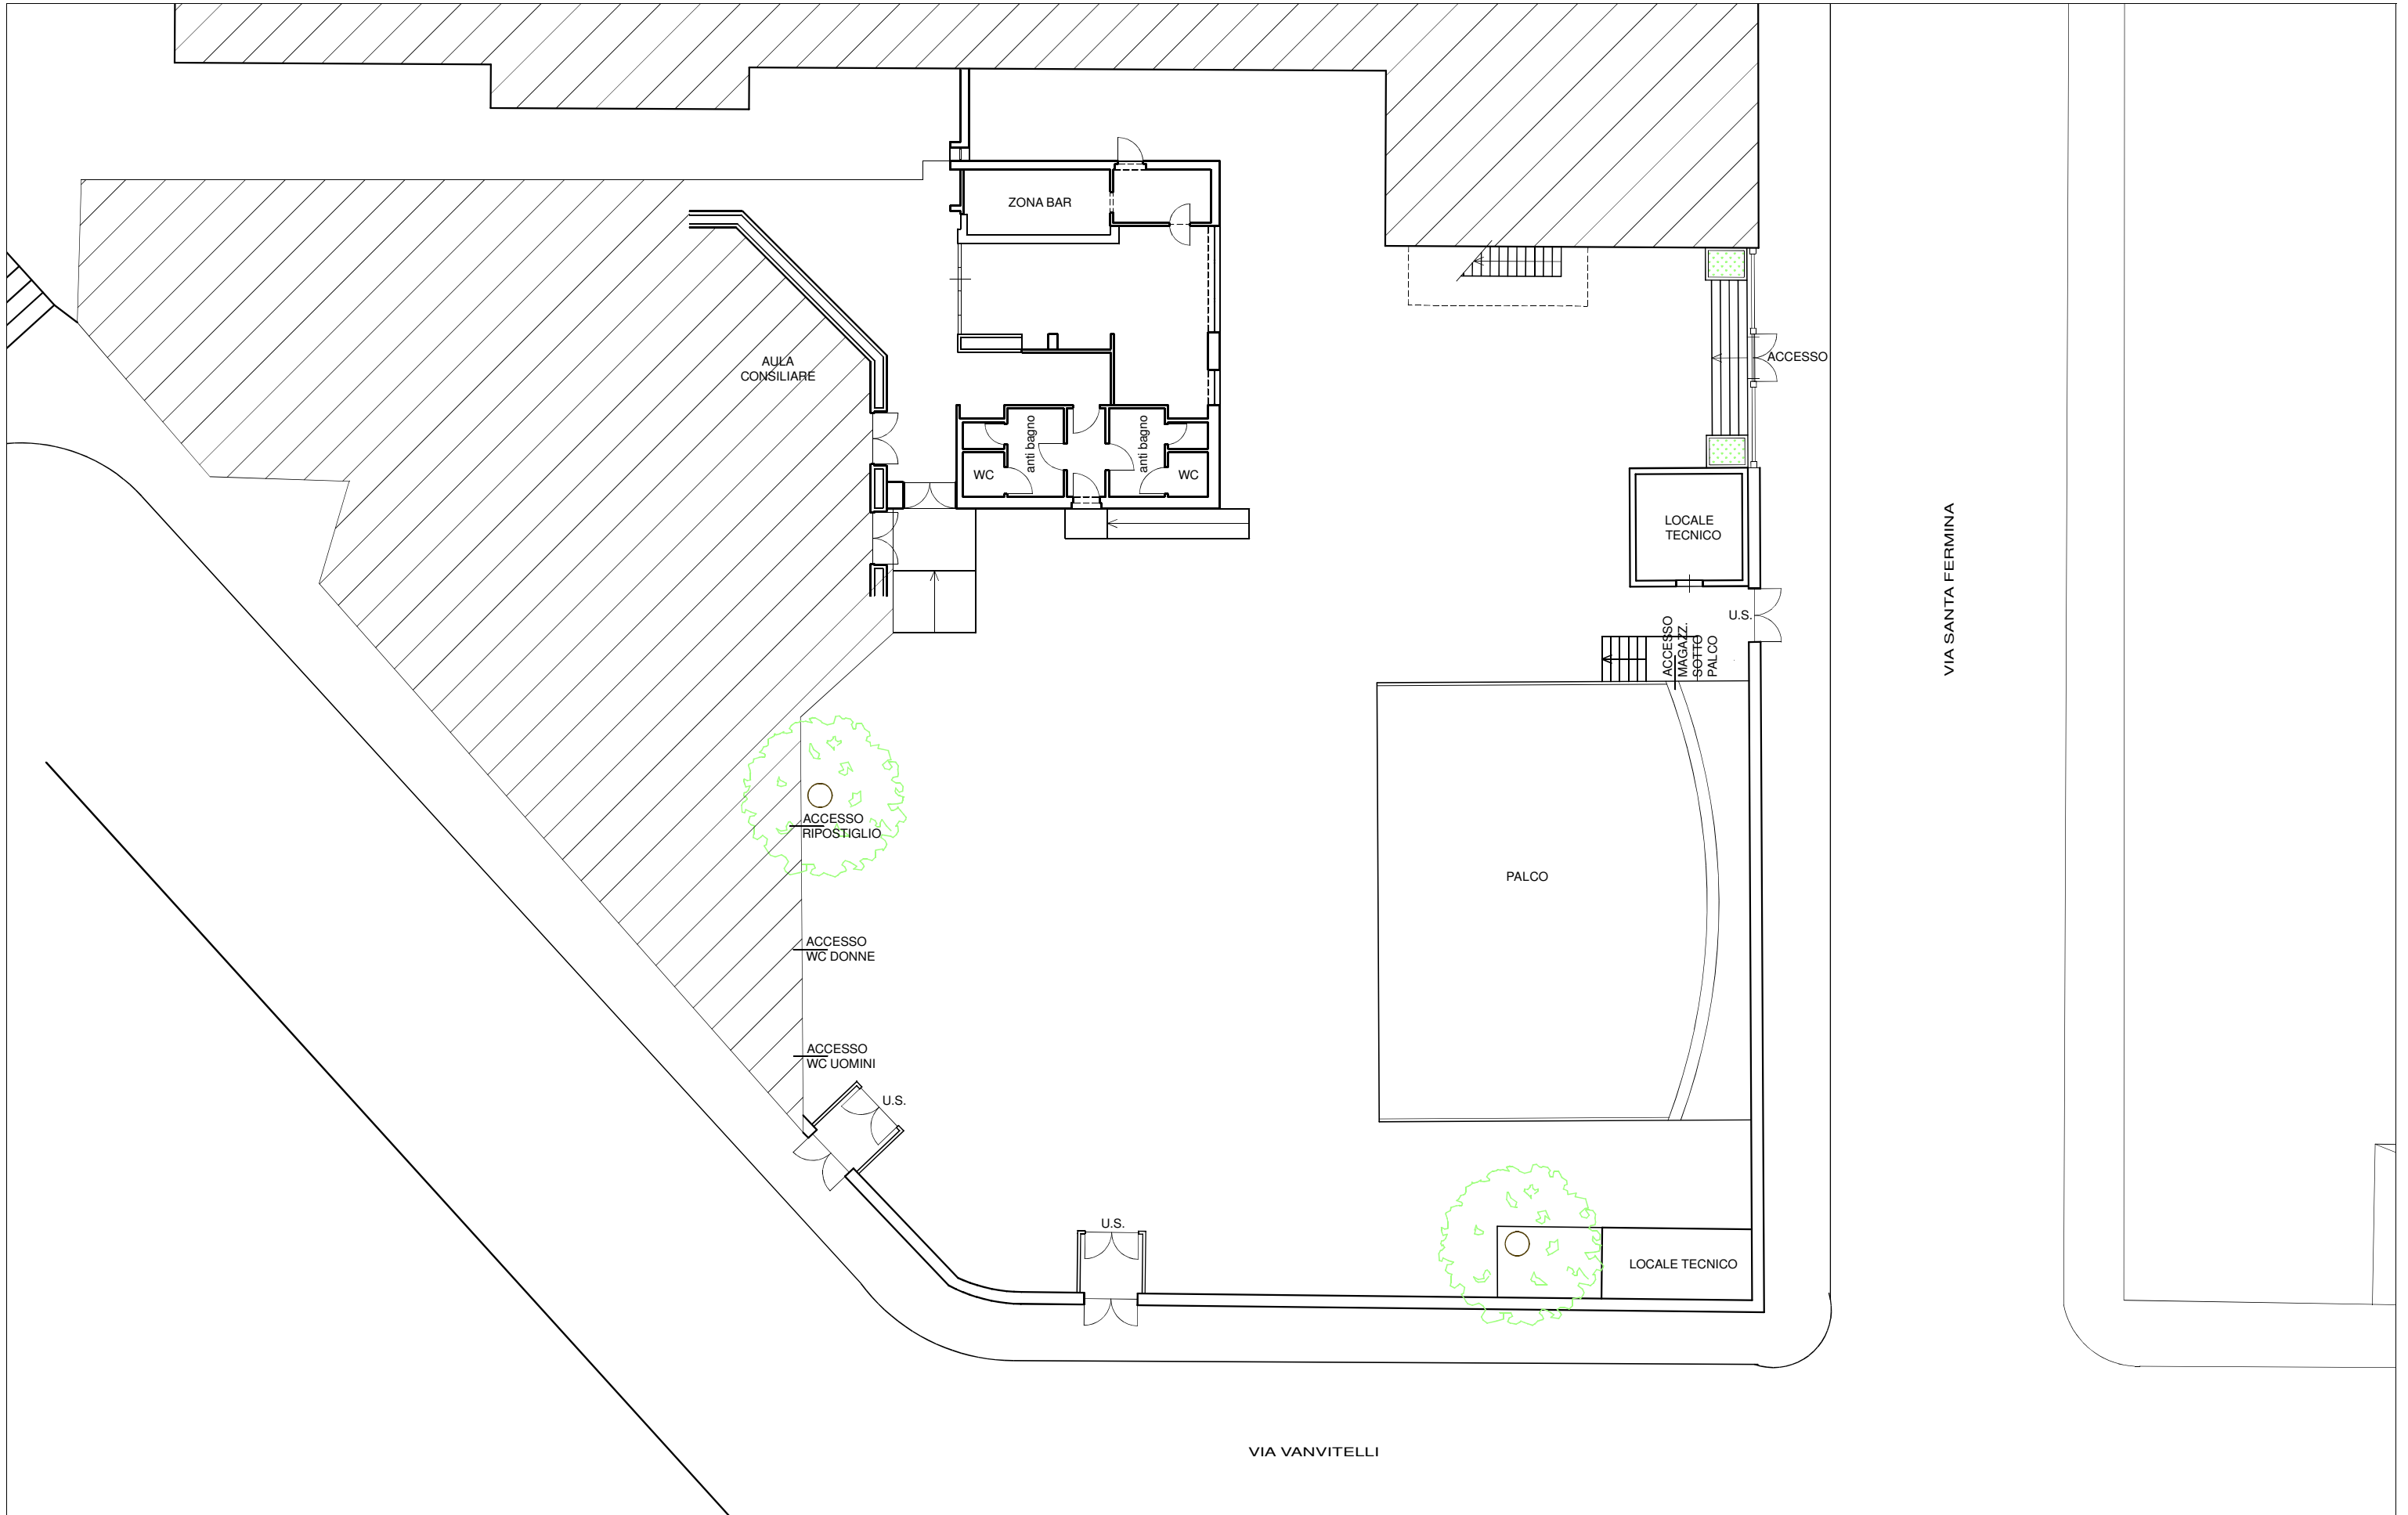 ZONA BAR
ACCESSO
AULA
CONSILIARE
anti bagno
anti bagno
WC
WC
LOCALE
TECNICO
VIA SANTA FERMINA
U.S.
ACCESSO
MAGAZZ.
SOTTO
PALCO
ACCESSO
RIPOSTIGLIO
PALCO
ACCESSO
WC DONNE
ACCESSO
WC UOMINI
U.S.
U.S.
LOCALE TECNICO
VIA VANVITELLI